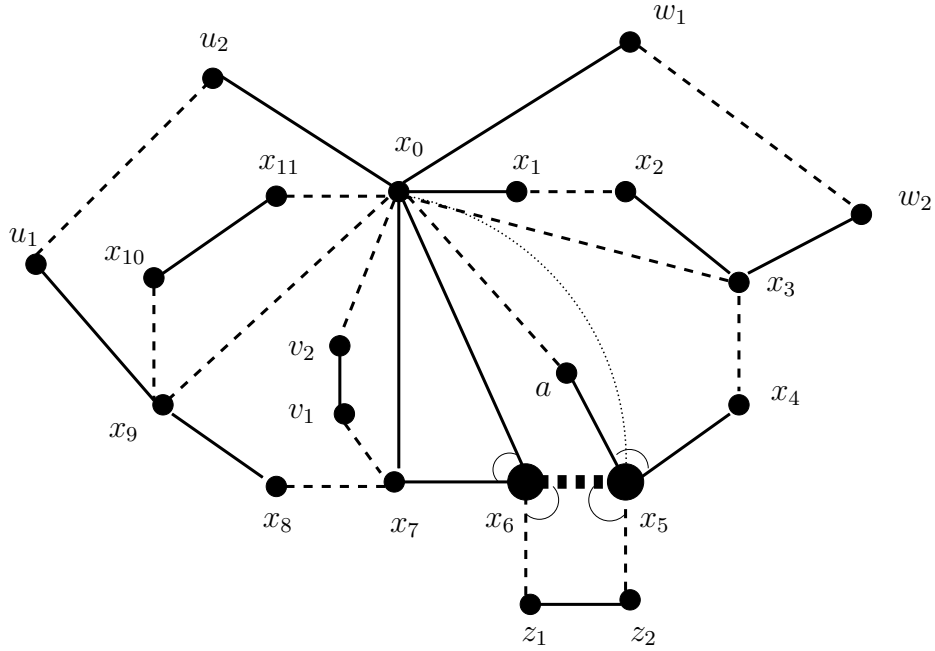 w₁
u₂
x₀
x₁₁
x₁
x₂
w₂
u₁
x₁₀
x₃
v₂
a
x₄
v₁
x₉
x₈
x₇
x₆
x₅
z₁
z₂